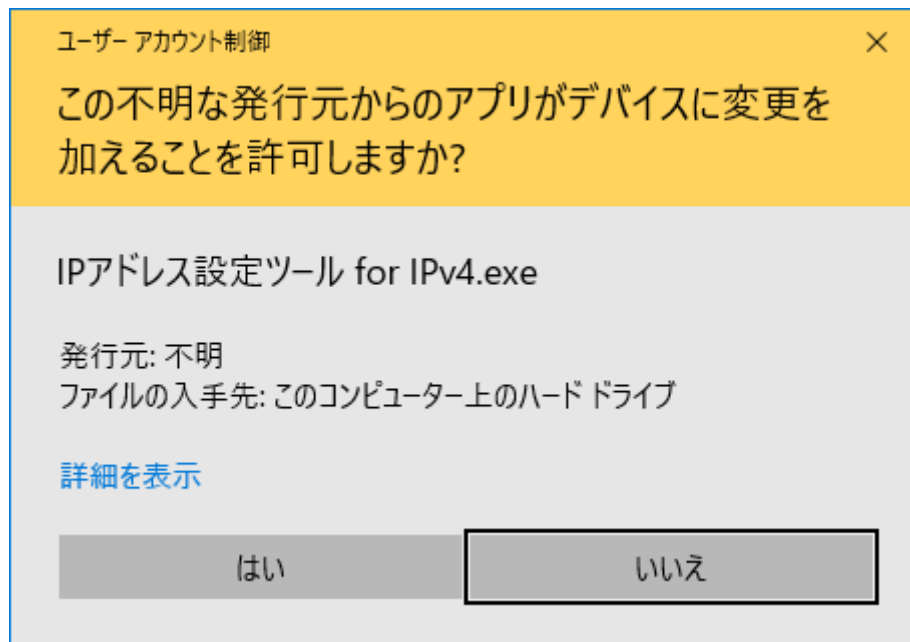 ユーザー アカウント制御
この不明な発行元からのアプリがデバイスに変更を
加えることを許可しますか?
IPアドレス設定ツール for IPv4.exe
発行元: 不明
ファイルの入手先: このコンピューター上のハード ドライブ
詳細を表示
はい
いいえ